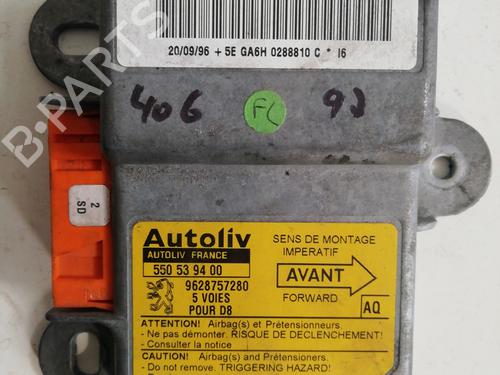 20/09/96 + 5E GA6H 0288810 C * I6
406 FC 98
B-PARTS
2
SD
Autoliv
AUTOLIV FRANCE
550 53 94 00
9628757280
5 VOIES
POUR D8
SENS DE MONTAGE
IMPERATIF
AVANT
FORWARD
AQ
ATTENTION! Airbag(s) et Prétensionneurs.
- Ne pas démonter. RISQUE DE DECLENCHEMENT!
- Consulter la notice
CAUTION! Airbag(s) and Pretensioners.
- Do not remove. TRIGGERING HAZARD!